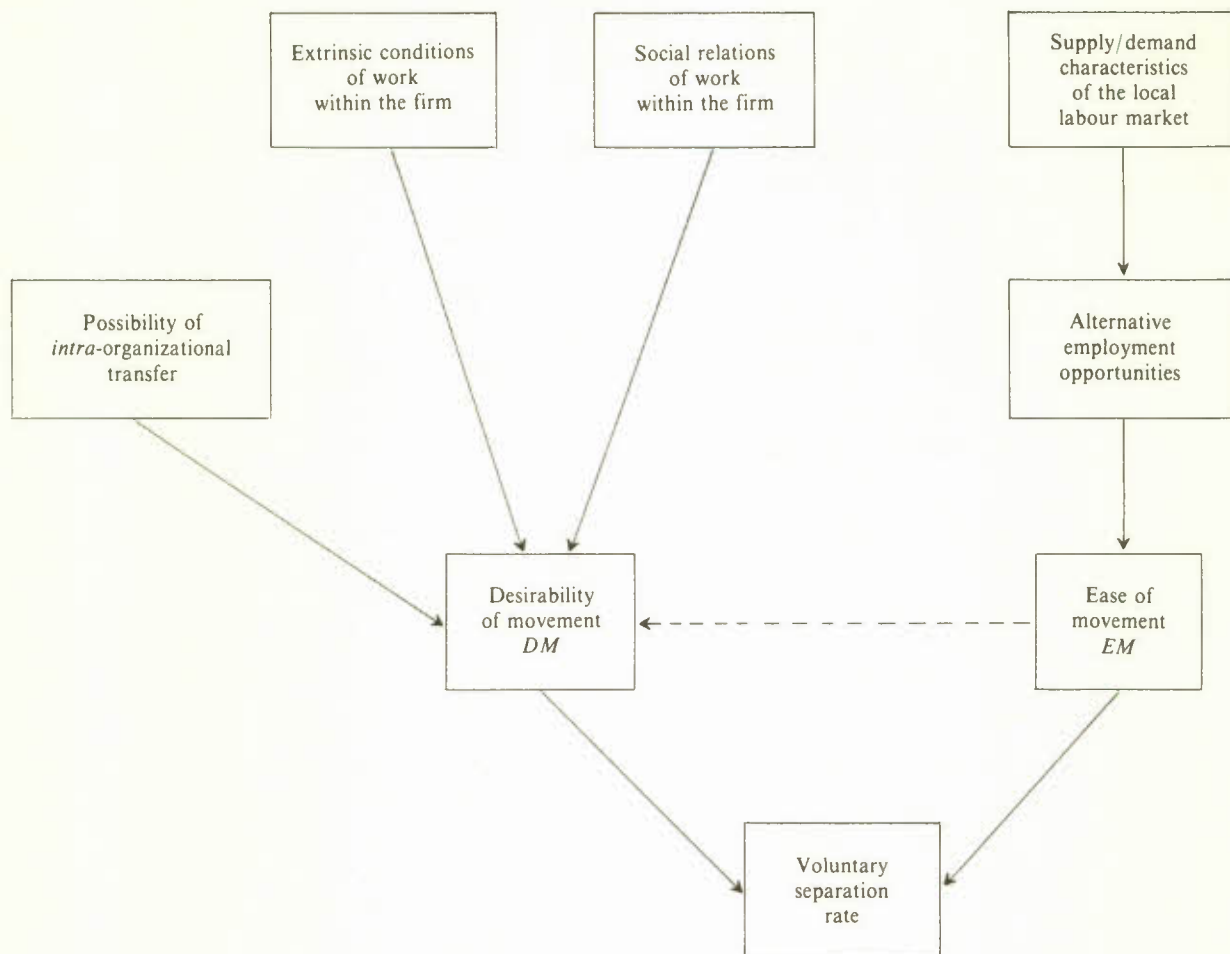 Extrinsic conditions
of work
within the firm
Social relations
of work
within the firm
Supply/demand
characteristics
of the local
labour market
Possibility of
intra-organizational
transfer
Alternative
employment
opportunities
Desirability
of movement
DM
Ease of
movement
EM
Voluntary
separation
rate